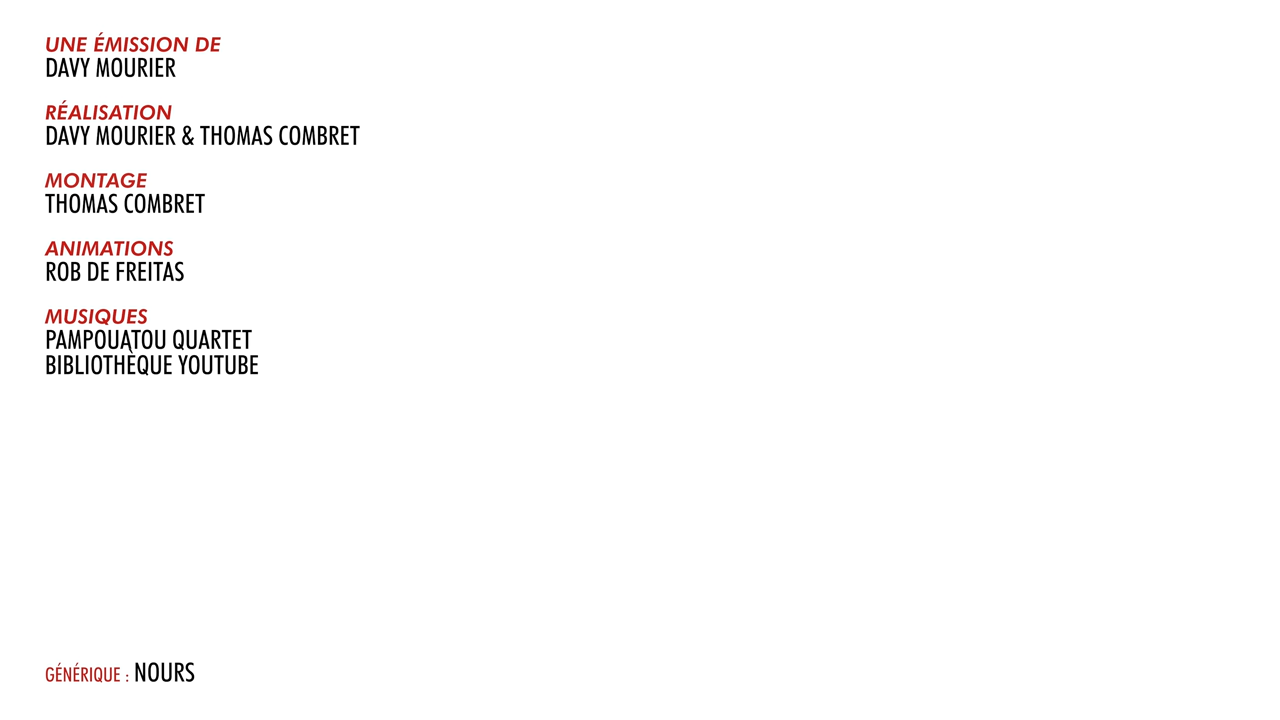 UNE ÉMISSION DE
DAVY MOURIER
RÉALISATION
DAVY MOURIER & THOMAS COMBRET
MONTAGE
THOMAS COMBRET
ANIMATIONS
ROB DE FREITAS
MUSIQUES
PAMPOUATOU QUARTET
BIBLIOTHÈQUE YOUTUBE
GÉNÉRIQUE : NOURS